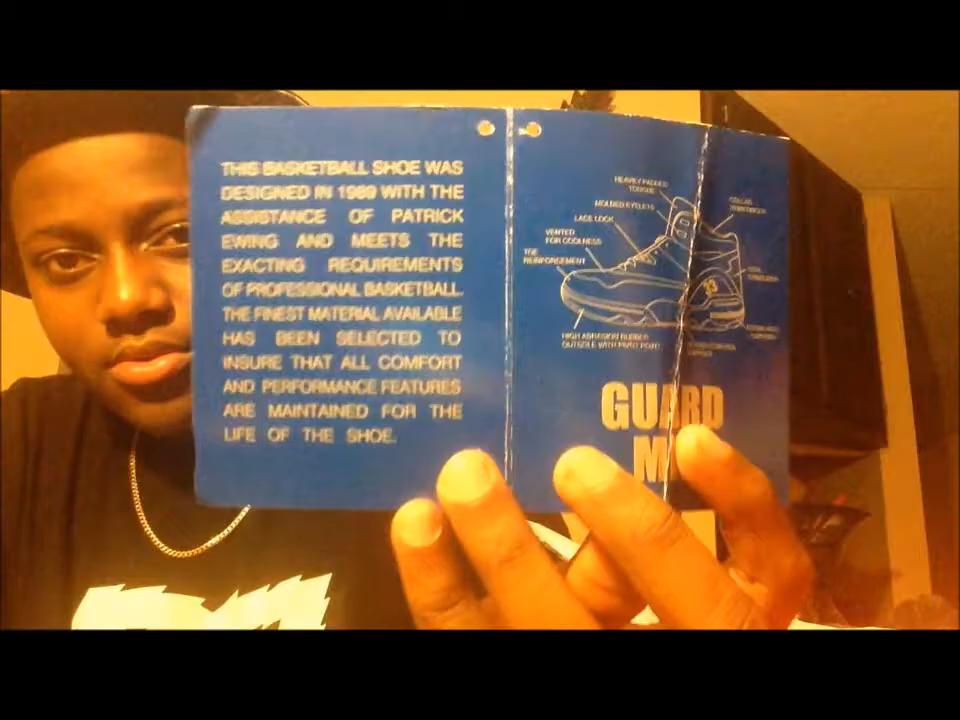 THIS BASKETBALL SHOE WAS
DESIGNED IN 1989 WITH THE
ASSISTANCE OF PATRICK
EWING AND MEETS THE
EXACTING REQUIREMENTS
OF PROFESSIONAL BASKETBALL.
THE FINEST MATERIAL AVAILABLE
HAS BEEN SELECTED TO
INSURE THAT ALL COMFORT
AND PERFORMANCE FEATURES
ARE MAINTAINED FOR THE
LIFE OF THE SHOE.
HEAVILY PADDED
TONGUE
MOLDED EYELETS
LACE LOCK
VENTED
FOR COOLNESS
TOE
REINFORCEMENT
COLLAR
33
HIGH ABRASION RUBBER
OUTSOLE WITH PIVOT POINT
GUARD